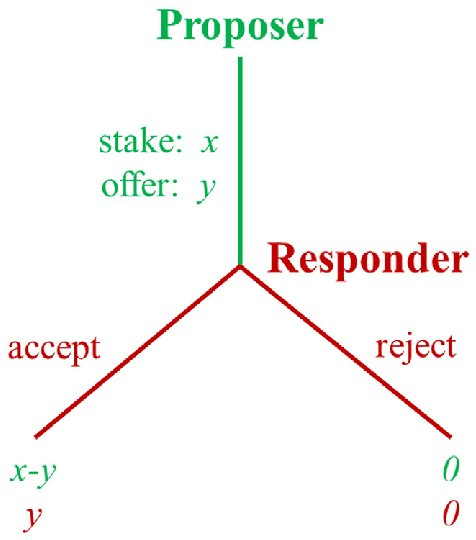 Proposer
stake: x
offer: y
Responder
accept
reject
x-y
0
y
0